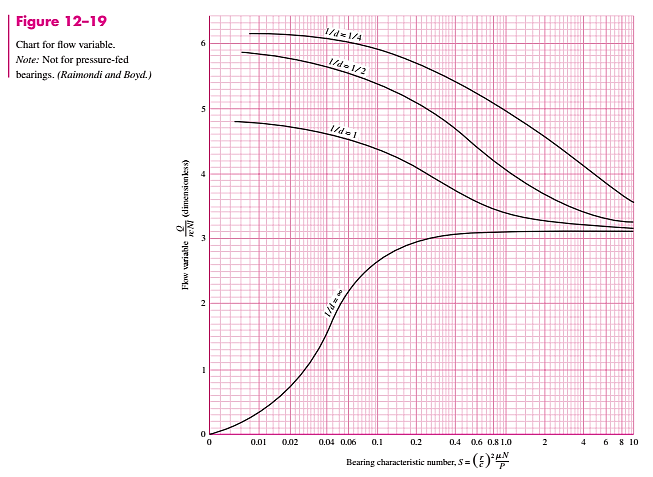 Figure 12–19
Chart for flow variable.
Note: Not for pressure-fed
bearings. (Raimondi and Boyd.)
l/d = 1/4
l/d = 1/2
l/d = 1
l/d = ∞
Flow variable Q/rcNl (dimensionless)
6
5
4
3
2
1
0
0 0.01 0.02 0.04 0.06 0.1 0.2 0.4 0.6 0.8 1.0 2 4 6 8 10
Bearing characteristic number, S = (r/c)² μN/P